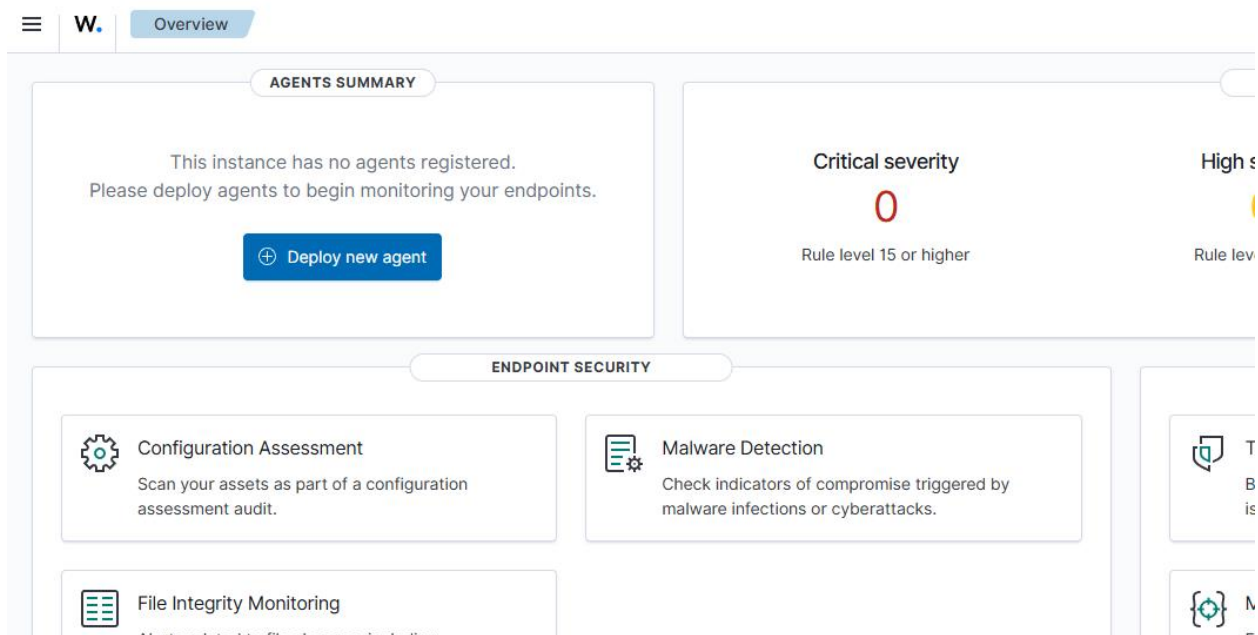 W.
Overview
AGENTS SUMMARY
This instance has no agents registered.
Please deploy agents to begin monitoring your endpoints.
Deploy new agent
Critical severity
0
Rule level 15 or higher
High
Rule
ENDPOINT SECURITY
Configuration Assessment
Scan your assets as part of a configuration
assessment audit.
Malware Detection
Check indicators of compromise triggered by
malware infections or cyberattacks.
File Integrity Monitoring